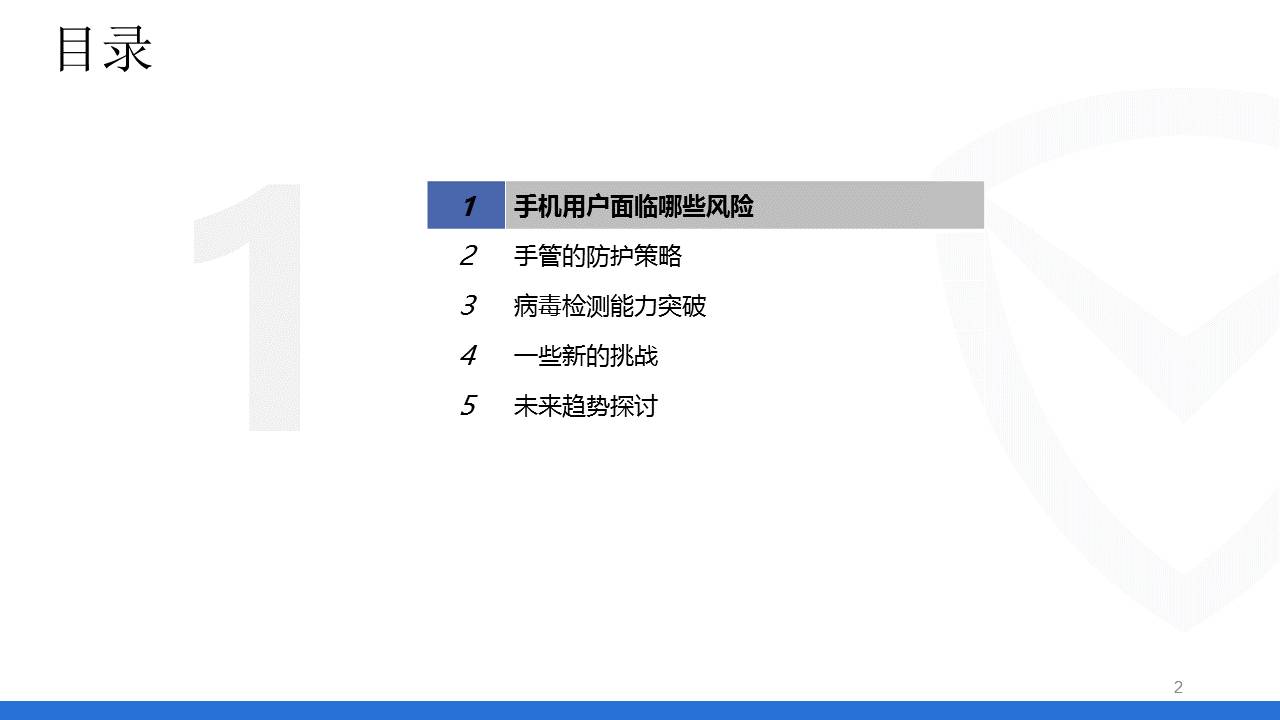 目录
1
1 手机用户面临哪些风险
2 手管的防护策略
3 病毒检测能力突破
4 一些新的挑战
5 未来趋势探讨
2